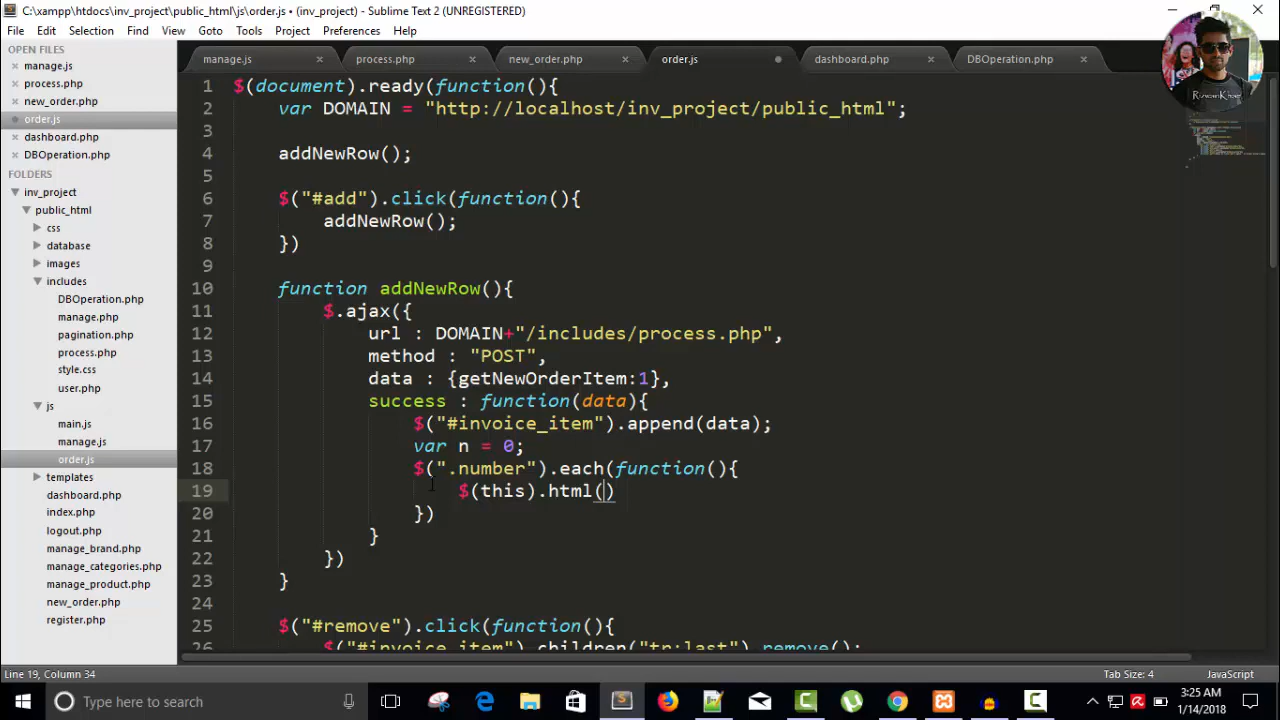 C:\xampp\htdocs\inv_project\public_html\js\order.js • (inv_project) - Sublime Text 2 (UNREGISTERED)
File Edit Selection Find View Goto Tools Project Preferences Help
OPEN FILES
manage.js
process.php
new_order.php
order.js
dashboard.php
DBOperation.php
FOLDERS
inv_project
public_html
css
database
images
includes
DBOperation.php
manage.php
pagination.php
process.php
style.css
user.php
js
main.js
manage.js
order.js
templates
dashboard.php
index.php
logout.php
manage_brand.php
manage_categories.php
manage_product.php
new_order.php
register.php
manage.js process.php new_order.php order.js dashboard.php DBOperation.php
1 $(document).ready(function(){
2 var DOMAIN = "http://localhost/inv_project/public_html";
3
4 addNewRow();
5
6 $("#add").click(function(){
7 addNewRow();
8 })
9
10 function addNewRow(){
11 $.ajax({
12 url : DOMAIN+"/includes/process.php",
13 method : "POST",
14 data : {getNewOrderItem:1},
15 success : function(data){
16 $("#invoice_item").append(data);
17 var n = 0;
18 $(".number").each(function(){
19 $(this).html()
20 })
21 }
22 })
23 }
24
25 $("#remove").click(function(){
26 $("#invoice_item").children("tr:last").remove();
RizwanKhan
Line 19, Column 34 Tab Size: 4 JavaScript
Type here to search
3:25 AM
1/14/2018